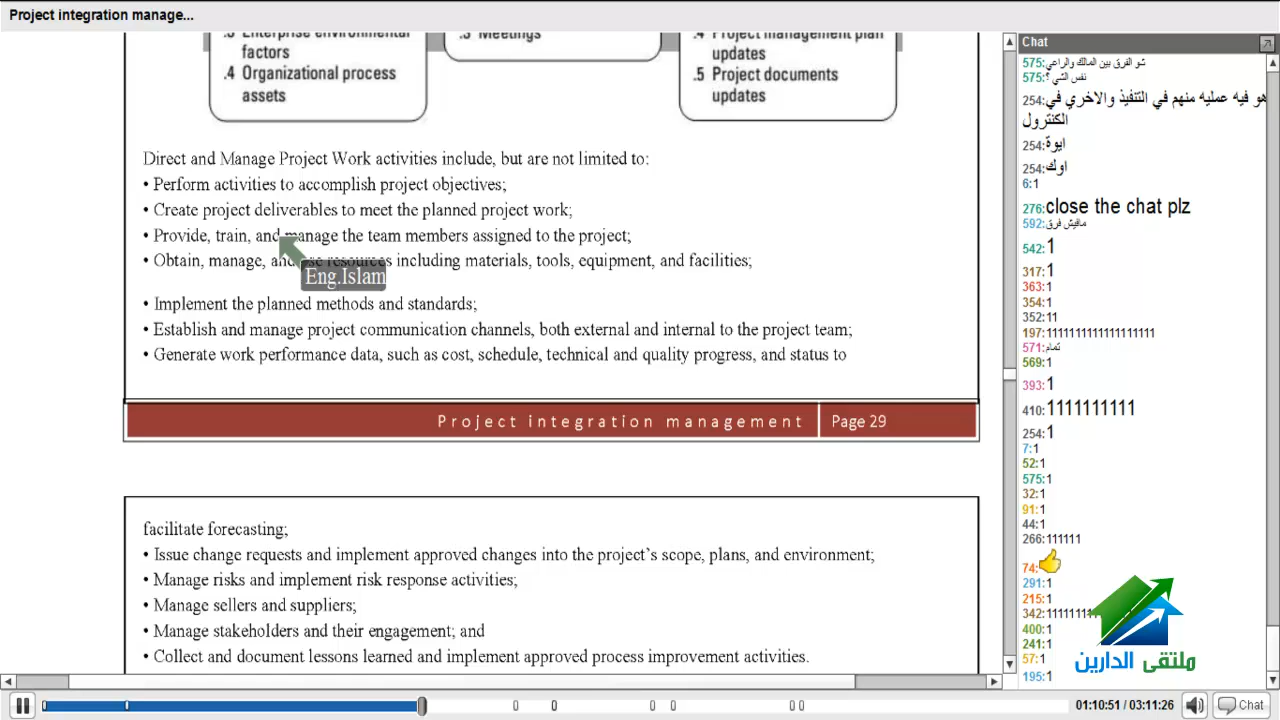 Project integration manage...
.3 Enterprise environmental
factors
.4 Organizational process
assets
.3 Meetings
.4 Project management plan
updates
.5 Project documents
updates
Direct and Manage Project Work activities include, but are not limited to:
• Perform activities to accomplish project objectives;
• Create project deliverables to meet the planned project work;
• Provide, train, and manage the team members assigned to the project;
• Obtain, manage, and use resources including materials, tools, equipment, and facilities;
Eng.Islam
• Implement the planned methods and standards;
• Establish and manage project communication channels, both external and internal to the project team;
• Generate work performance data, such as cost, schedule, technical and quality progress, and status to
Project integration management Page 29
facilitate forecasting;
• Issue change requests and implement approved changes into the project's scope, plans, and environment;
• Manage risks and implement risk response activities;
• Manage sellers and suppliers;
• Manage stakeholders and their engagement; and
• Collect and document lessons learned and implement approved process improvement activities.
Chat
575: شو الفرق بين المالك والراعي
575: نفس الشي ؟
254: هو فيه عمليه منهم في التنفيذ والاخري في
الكنترول
254: ايوة
254: اوك
6:1
276: close the chat plz
592: مافيش فرق
542: 1
317: 1
363:1
354:1
352:11
197:1111111111111111111
571: تمام
569:1
393: 1
410: 1111111111
254: 1
7:1
52:1
575:1
32:1
91:1
44:1
266:111111
74:
291:1
215:1
342:11111111
400:1
241:1
57:1
195:1
ملتقى الدارين
01:10:51 / 03:11:26
Chat